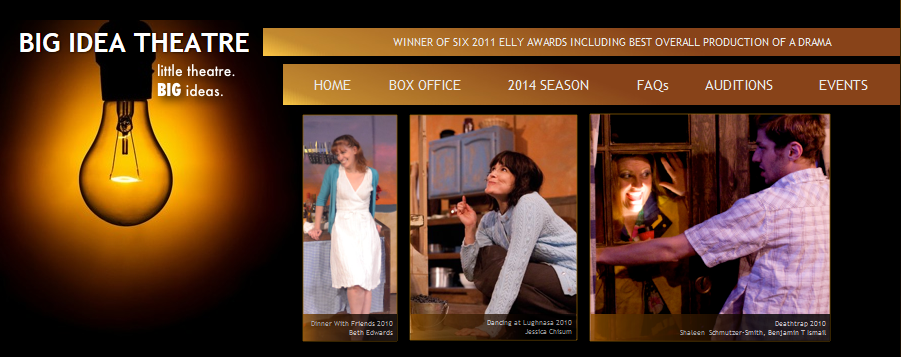 BIG IDEA THEATRE
little theatre.
BIG ideas.
WINNER OF SIX 2011 ELLY AWARDS INCLUDING BEST OVERALL PRODUCTION OF A DRAMA
HOME BOX OFFICE 2014 SEASON FAQs AUDITIONS EVENTS
Dinner With Friends 2010
Beth Edwards
Dancing at Lughnasa 2010
Jessica Chisum
Deathtrap 2010
Shaleen Schmutzer-Smith, Benjamin T Ismail